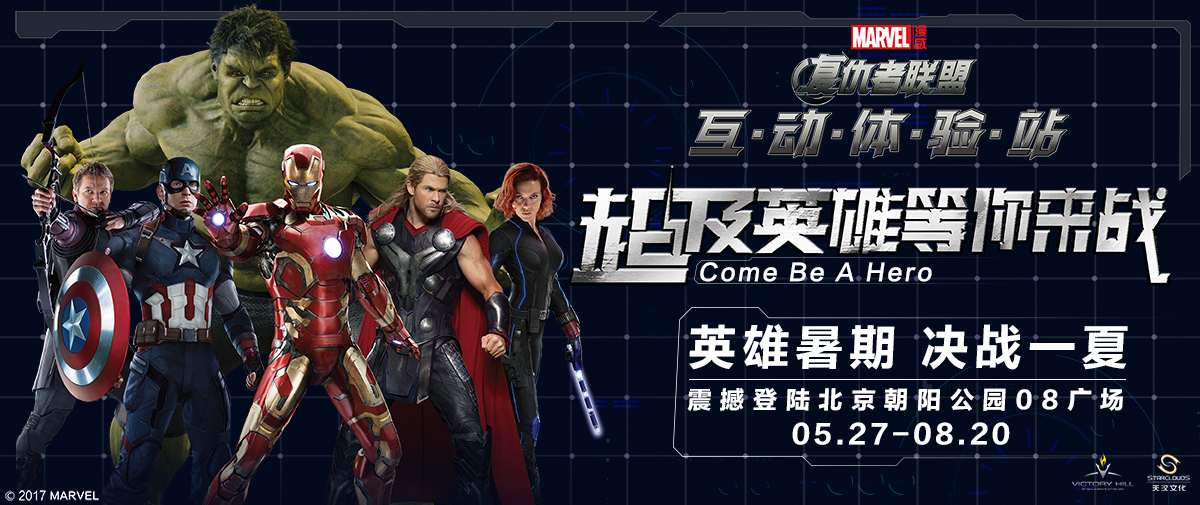 MARVEL 漫威
复仇者联盟
互·动·体·验·站
超级英雄等你来战
Come Be A Hero
英雄暑期 决战一夏
震撼登陆北京朝阳公园08广场
05.27-08.20
© 2017 MARVEL
VICTORY HILL
STARCLOUDS
天汉文化